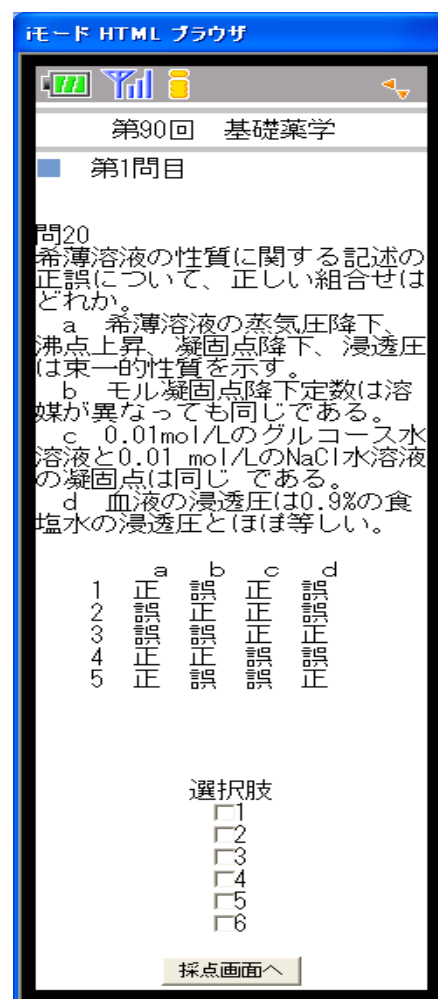 iモード HTML ブラウザ
第90回　基礎薬学
第1問目
問20
希薄溶液の性質に関する記述の
正誤について、正しい組合せは
どれか。
a　希薄溶液の蒸気圧降下、
沸点上昇、凝固点降下、浸透圧
は束一的性質を示す。
b　モル凝固点降下定数は溶
媒が異なっても同じである。
c　0.01mol/Lのグルコース水
溶液と0.01 mol/LのNaCl水溶液
の凝固点は同じ である。
d　血液の浸透圧は0.9%の食
塩水の浸透圧とほぼ等しい。
a　b　c　d
1　正　誤　正　誤
2　誤　正　正　誤
3　誤　誤　正　正
4　正　正　誤　誤
5　正　誤　誤　正
選択肢
1
2
3
4
5
6
採点画面へ